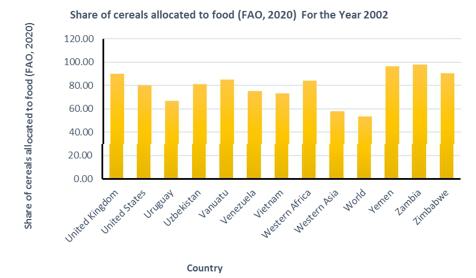 Share of cereals allocated to food (FAO, 2020)  For the Year 2002
Share of cereals allocated to food (FAO, 2020)
120.00
100.00
80.00
60.00
40.00
20.00
0.00
United Kingdom
United States
Uruguay
Uzbekistan
Vanuatu
Venezuela
Vietnam
Western Africa
Western Asia
World
Yemen
Zambia
Zimbabwe
Country